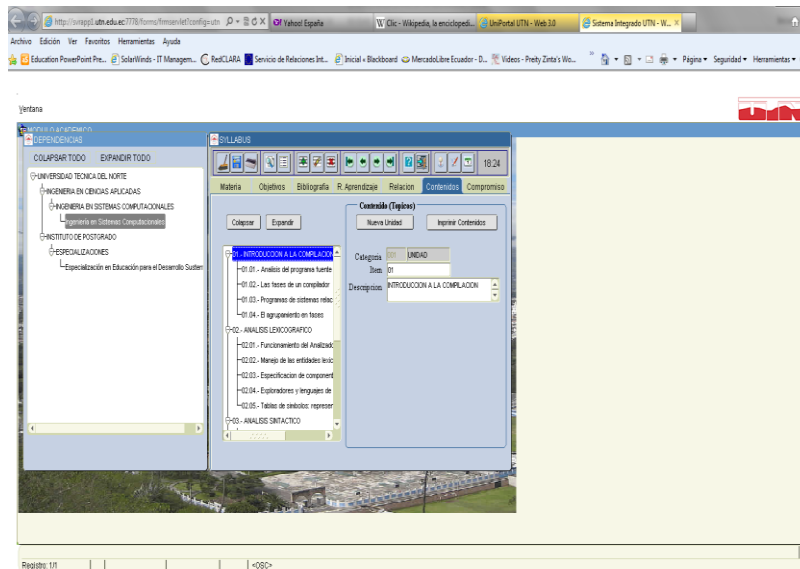 http://svrapp1.utn.edu.ec:7778/forms/frmservlet?config=utn
Yahoo! España
Clic - Wikipedia, la enciclopedi...
UniPortal UTN - Web 3.0
Sistema Integrado UTN - W...
Archivo Edición Ver Favoritos Herramientas Ayuda
Education PowerPoint Pre... SolarWinds - IT Managem... RedCLARA Servicio de Relaciones Int... Inicial « Blackboard MercadoLibre Ecuador - D... Videos - Preity Zinta's Wo... Página Seguridad Herramientas
Ventana
MODULO ACADEMICO
DEPENDENCIAS
COLAPSAR TODO EXPANDIR TODO
UNIVERSIDAD TECNICA DEL NORTE
INGENIERIA EN CIENCIAS APLICADAS
INGENIERIA EN SISTEMAS COMPUTACIONALES
Ingeniería en Sistemas Computacionales
INSTITUTO DE POSTGRADO
ESPECIALIZACIONES
Especialización en Educación para el Desarrollo Susten
SYLLABUS
18:24
Materia Objetivos Bibliografia R. Aprendizaje Relacion Contenidos Compromiso
Colapsar Expandir
01.- INTRODUCCION A LA COMPILACION
01.01.- Analisis del programa fuente
01.02.- Las fases de un compilador
01.03.- Programas de sistemas relac
01.04.- El agrupamiento en fases
02.- ANALISIS LEXICOGRAFICO
02.01.- Funcionamiento del Analizado
02.02.- Manejo de las entidades lexic
02.03.- Especificacion de component
02.04.- Exploradores y lenguajes de
02.05.- Tablas de simbolos: represer
03.- ANALISIS SINTACTICO
Contenido (Topicos)
Nueva Unidad Imprimir Contenidos
Categoria 001 UNIDAD
Item 01
Descripcion INTRODUCCION A LA COMPILACION
Registro: 1/1 <OSC>